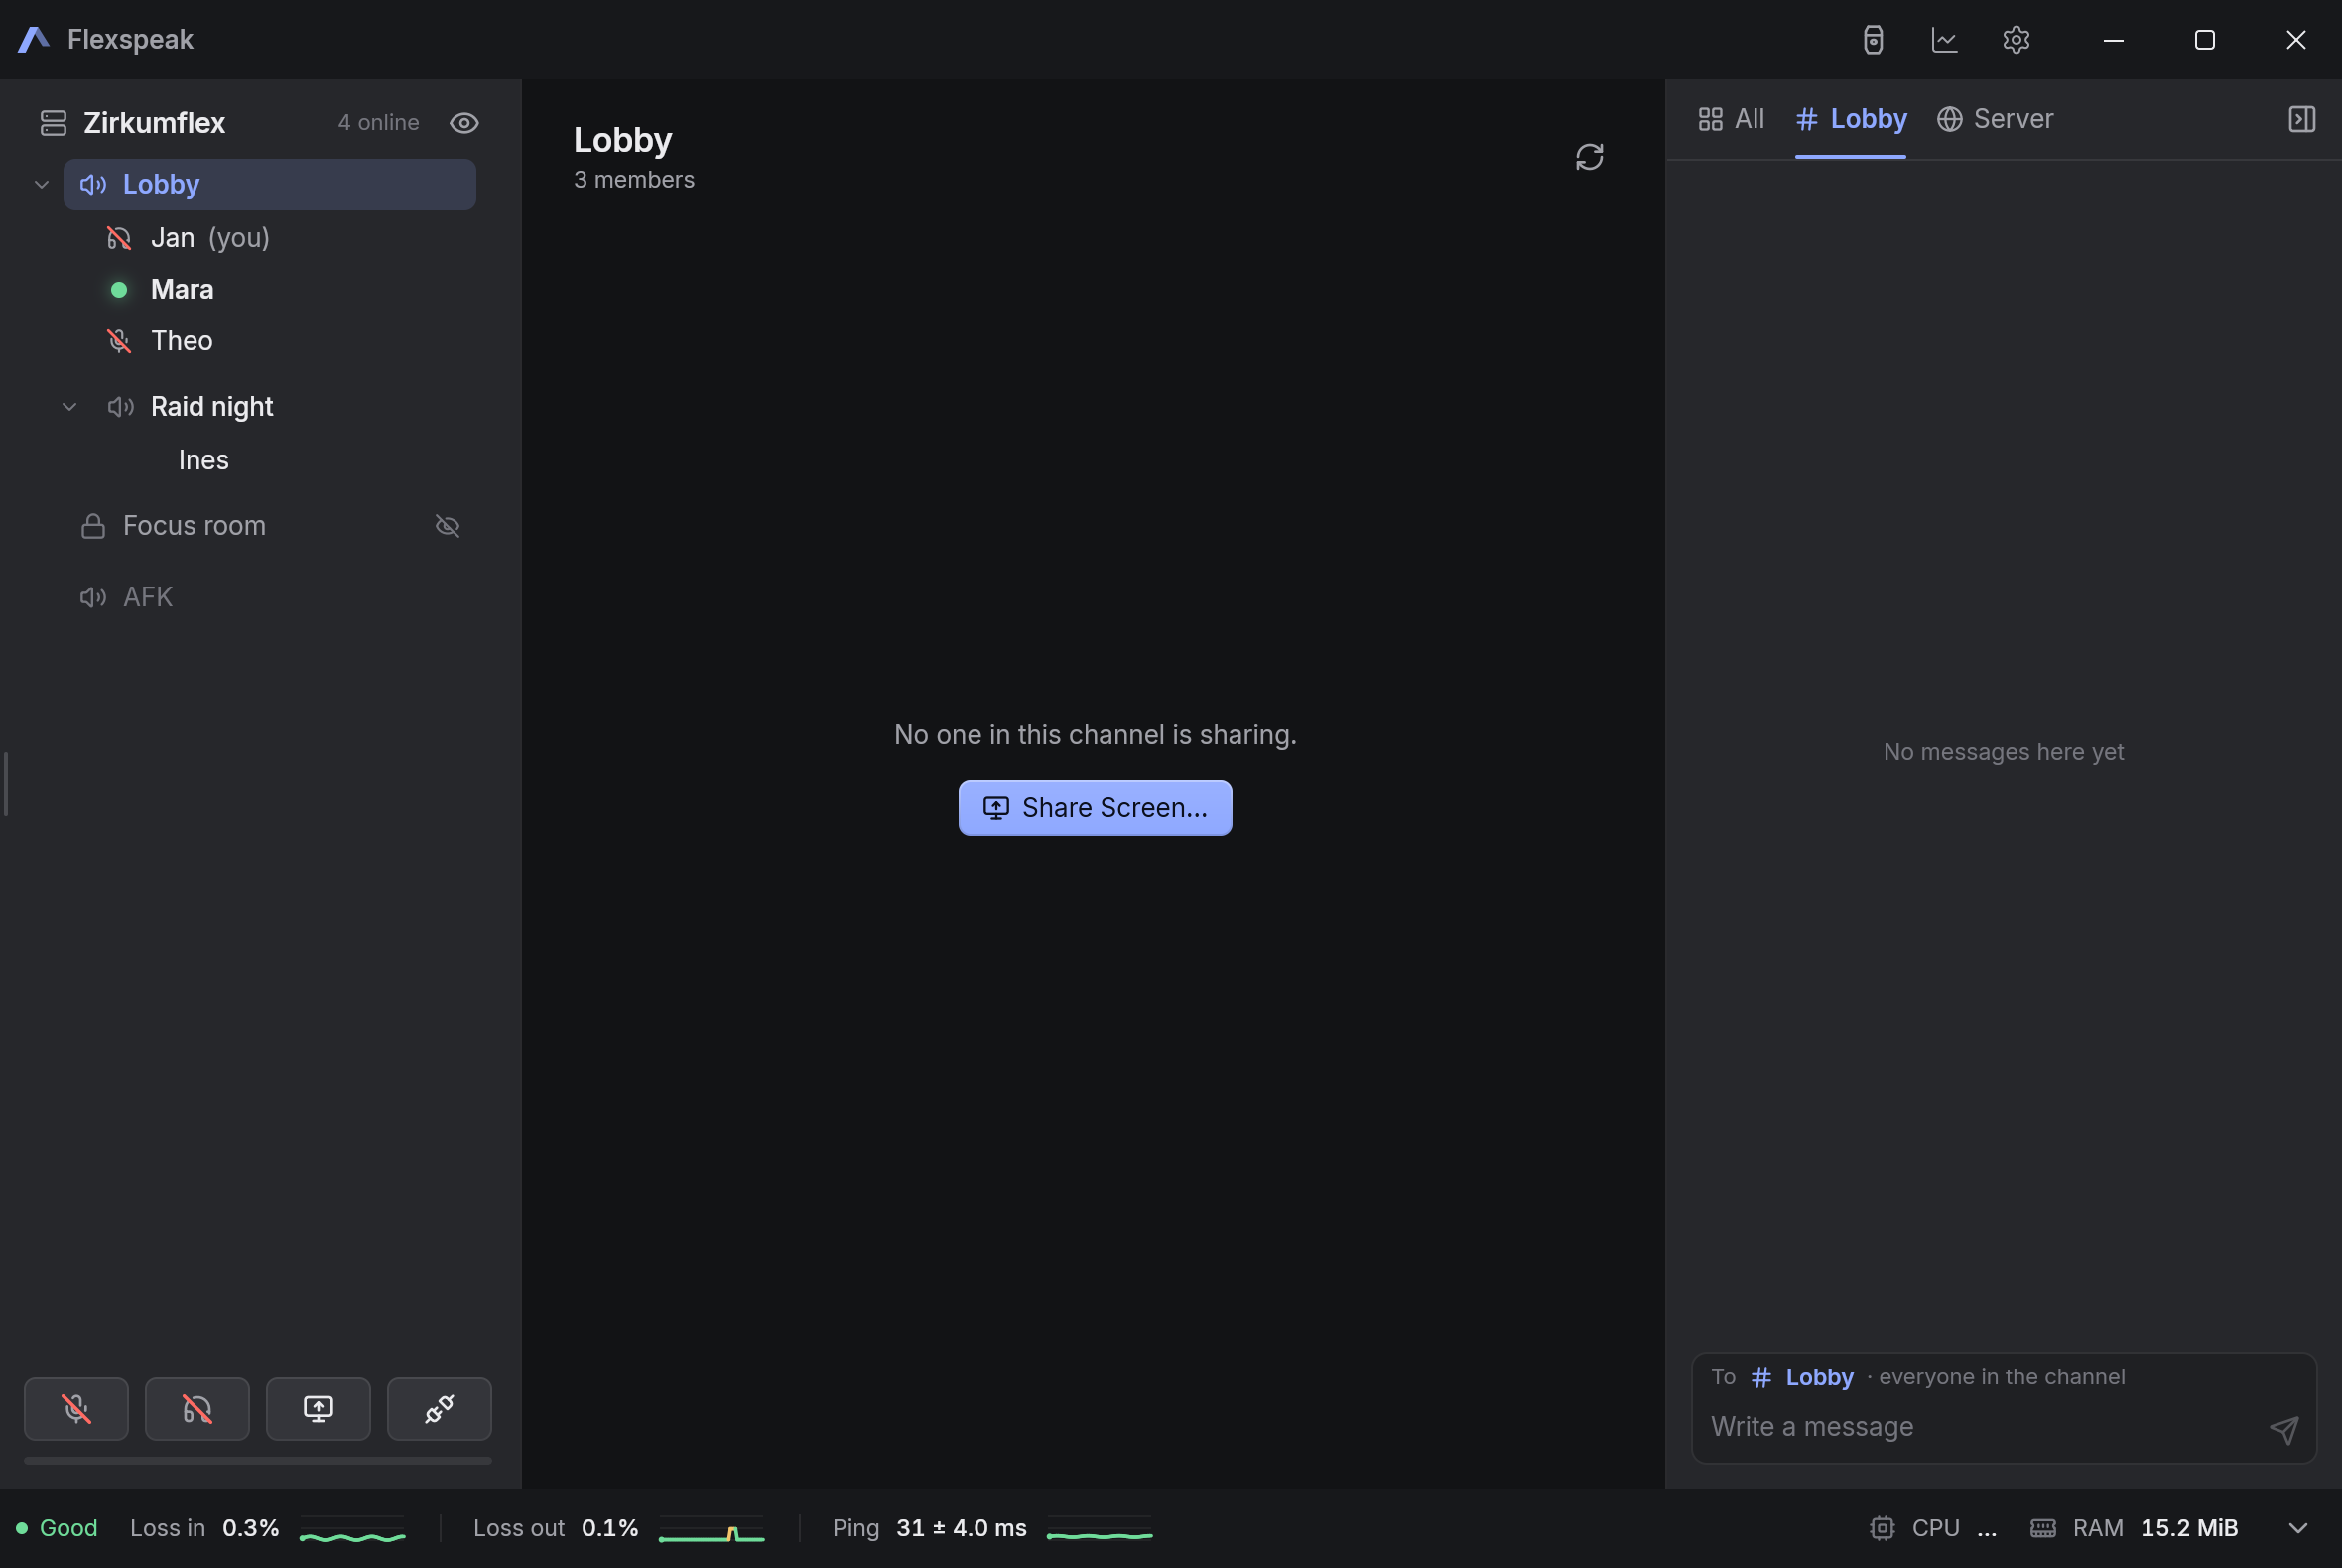 Flexspeak
Zirkumflex 4 online
Lobby
Jan (you)
Mara
Theo
Raid night
Ines
Focus room
AFK
Lobby
3 members
No one in this channel is sharing.
Share Screen...
All # Lobby Server
No messages here yet
To # Lobby · everyone in the channel
Write a message
Good Loss in 0.3% Loss out 0.1% Ping 31 ± 4.0 ms CPU ... RAM 15.2 MiB